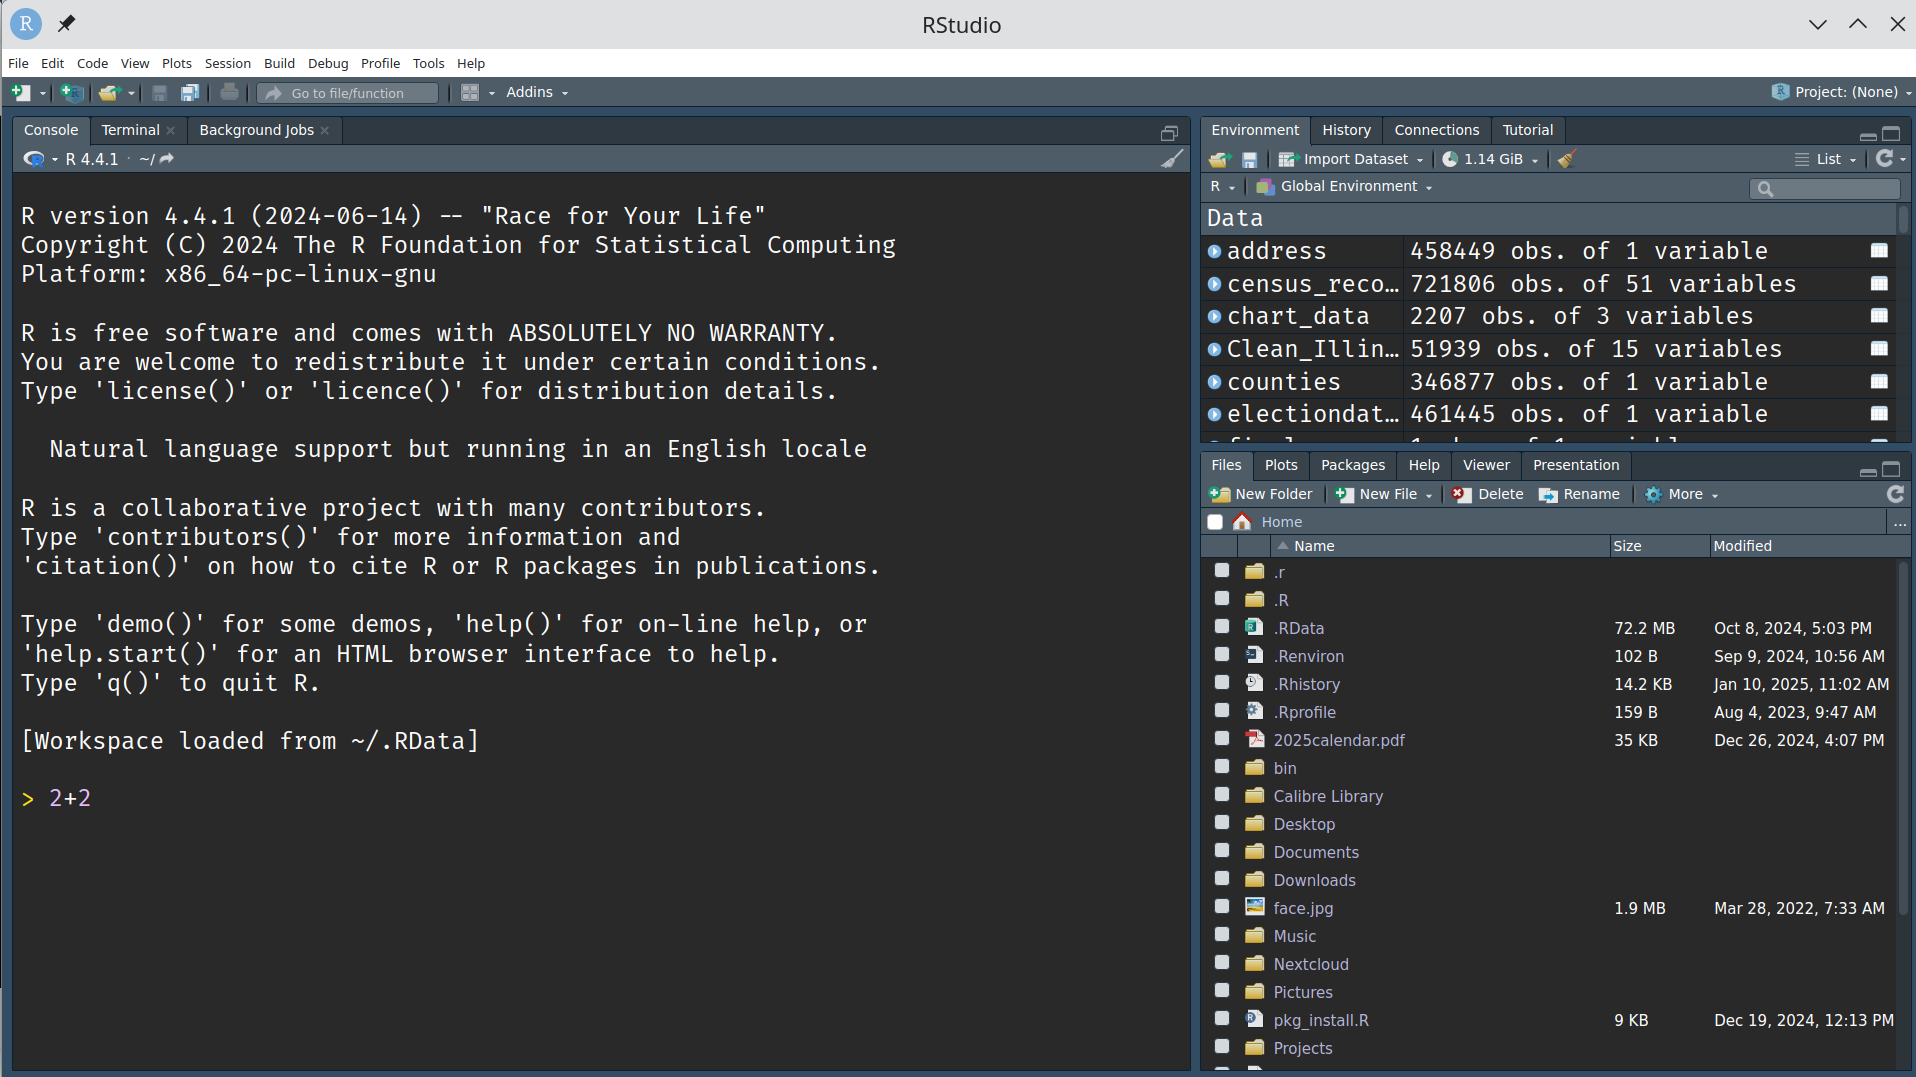 RStudio
File Edit Code View Plots Session Build Debug Profile Tools Help
Go to file/function Addins Project: (None)
Console Terminal Background Jobs
R 4.4.1 · ~/
R version 4.4.1 (2024-06-14) -- "Race for Your Life"
Copyright (C) 2024 The R Foundation for Statistical Computing
Platform: x86_64-pc-linux-gnu
R is free software and comes with ABSOLUTELY NO WARRANTY.
You are welcome to redistribute it under certain conditions.
Type 'license()' or 'licence()' for distribution details.
Natural language support but running in an English locale
R is a collaborative project with many contributors.
Type 'contributors()' for more information and
'citation()' on how to cite R or R packages in publications.
Type 'demo()' for some demos, 'help()' for on-line help, or
'help.start()' for an HTML browser interface to help.
Type 'q()' to quit R.
[Workspace loaded from ~/.RData]
> 2+2
Environment History Connections Tutorial
Import Dataset 1.14 GiB List
R Global Environment
Data
address 458449 obs. of 1 variable
census_reco… 721806 obs. of 51 variables
chart_data 2207 obs. of 3 variables
Clean_Illin… 51939 obs. of 15 variables
counties 346877 obs. of 1 variable
electiondat… 461445 obs. of 1 variable
Files Plots Packages Help Viewer Presentation
New Folder New File Delete Rename More
Home ...
Name Size Modified
.r
.R
.RData 72.2 MB Oct 8, 2024, 5:03 PM
.Renviron 102 B Sep 9, 2024, 10:56 AM
.Rhistory 14.2 KB Jan 10, 2025, 11:02 AM
.Rprofile 159 B Aug 4, 2023, 9:47 AM
2025calendar.pdf 35 KB Dec 26, 2024, 4:07 PM
bin
Calibre Library
Desktop
Documents
Downloads
face.jpg 1.9 MB Mar 28, 2022, 7:33 AM
Music
Nextcloud
Pictures
pkg_install.R 9 KB Dec 19, 2024, 12:13 PM
Projects